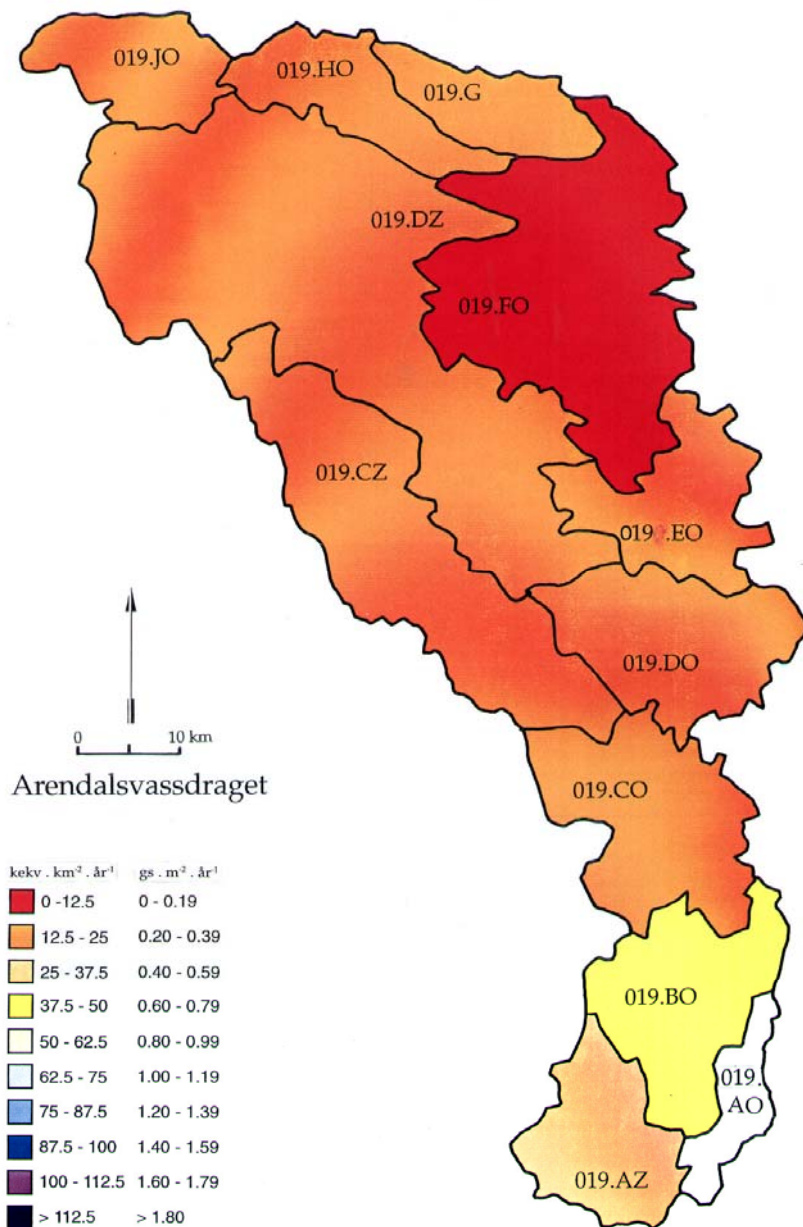 019.JO
019.HO
019.G
019.DZ
019.FO
019.CZ
019.EO
019.DO
0 10 km
Arendalsvassdraget
019.CO
kekv . km⁻² . år⁻¹ gs . m⁻² . år⁻¹
0 -12.5 0 - 0.19
12.5 - 25 0.20 - 0.39
25 - 37.5 0.40 - 0.59
37.5 - 50 0.60 - 0.79
50 - 62.5 0.80 - 0.99
62.5 - 75 1.00 - 1.19
75 - 87.5 1.20 - 1.39
87.5 - 100 1.40 - 1.59
100 - 112.5 1.60 - 1.79
> 112.5 > 1.80
019.BO
019.
AO
019.AZ